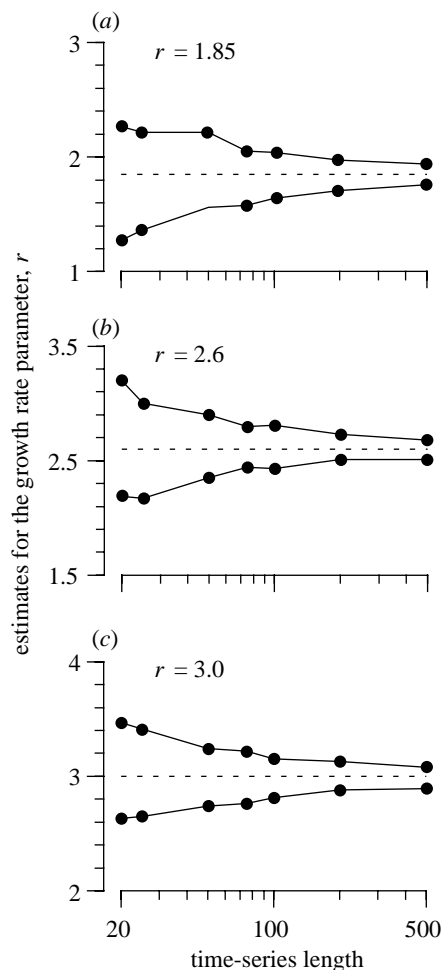 (a)
r = 1.85
3
2
1
(b)
r = 2.6
3.5
2.5
1.5
(c)
r = 3.0
4
3
2
20 100 500
time-series length
estimates for the growth rate parameter, r